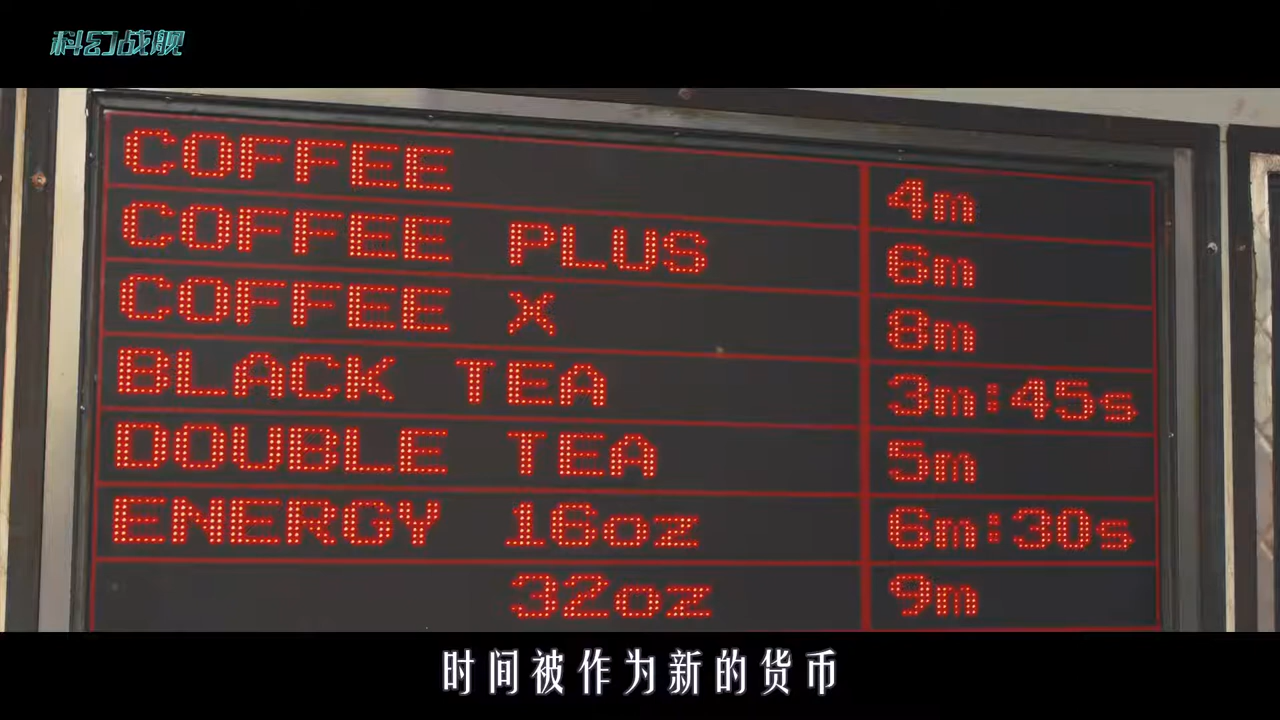 科幻战舰
COFFEE 4m
COFFEE PLUS 6m
COFFEE X 8m
BLACK TEA 3m:45s
DOUBLE TEA 5m
ENERGY 16oz 6m:30s
32oz 9m
时间被作为新的货币